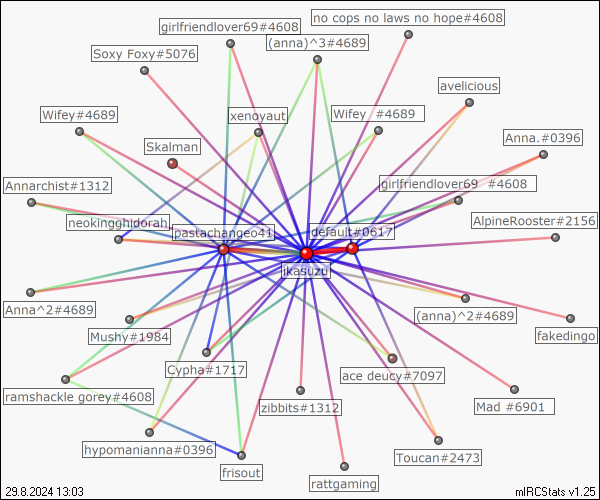 no cops no laws no hope#4608
girlfriendlover69#4608
(anna)^3#4689
Soxy Foxy#5076
avelicious
Wifey#4689
xenoyaut
Wifey_#4689
Anna.#0396
Skalman
Annarchist#1312
girlfriendlover69_#4608
neokingghidorah
pastachangeo41
default#0617
AlpineRooster#2156
ikasuzu
Anna^2#4689
(anna)^2#4689
Mushy#1984
fakedingo
Cypha#1717
ace deucy#7097
ramshackle gorey#4608
zibbits#1312
Mad_#6901
hypomanianna#0396
Toucan#2473
frisout
rattgaming
29.8.2024 13:03
mIRCStats v1.25